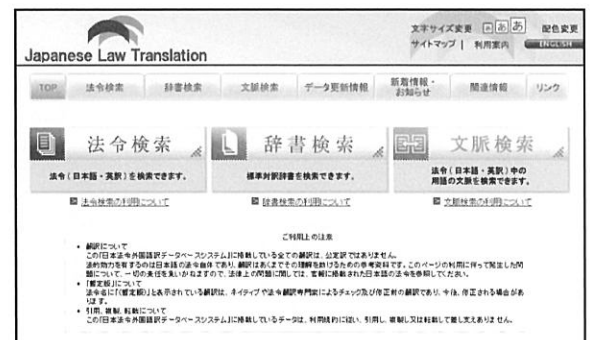 文字サイズ変更 あ あ あ 配色変更
サイトマップ | 利用案内 ENGLISH
Japanese Law Translation
TOP 法令検索 辞書検索 文脈検索 データ更新情報 新着情報・お知らせ 関連情報 リンク
法令検索 辞書検索 文脈検索
法令(日本語・英訳)を検索できます。 標準対訳辞書を検索できます。 法令(日本語・英訳)中の
用語の文脈を検索できます。
法令検索の利用について 辞書検索の利用について 文脈検索の利用について
ご利用上の注意
• 翻訳について
この「日本法令外国語訳データベースシステム」に掲載している全ての翻訳は、公定訳ではありません。
法的効力を有するのは日本語の法令自体であり、翻訳はあくまでその理解を助けるための参考資料です。このページの利用に伴って発生した問
題について、一切の責任を負いかねますので、法律上の問題に関しては、官報に掲載された日本語の法令を参照してください。
• 「暫定版」について
法令名に「(暫定版)」と表示されている翻訳は、ネイティブや法令翻訳専門家によるチェック及び修正前の翻訳であり、今後、修正される場合があ
ります。
• 引用、複製、転載について
この「日本法令外国語訳データベースシステム」に掲載しているデータは、利用規約に従い、引用し、複製し又は転載して差し支えありません。